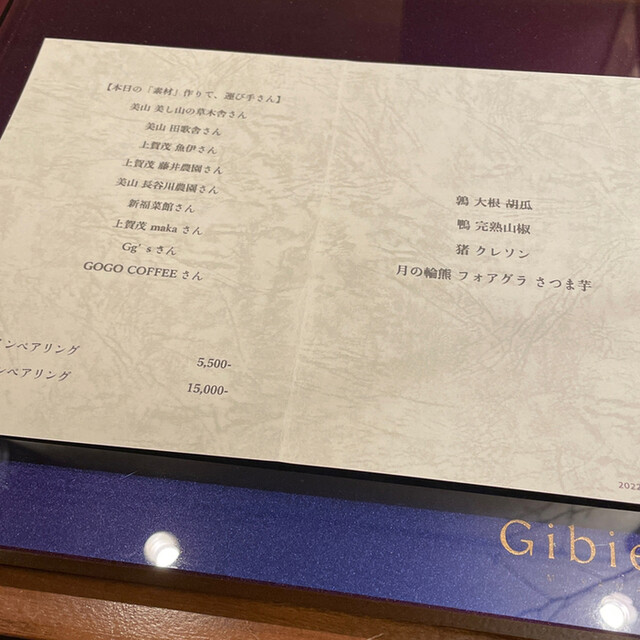 【本日の「素材」作りて、運び手さん】
美山 美し山の草木舎さん
美山 田歌舎さん
上賀茂 魚伊さん
上賀茂 藤井農園さん
美山 長谷川農園さん
新福菜館さん
上賀茂 maka さん
Gg's さん
GOGO COFFEE さん
ンペアリング
5,500-
ンペアリング
15,000-
鶉 大根 胡瓜
鴨 完熟山椒
猪 クレソン
月の輪熊 フォアグラ さつま芋
2022
Gibie